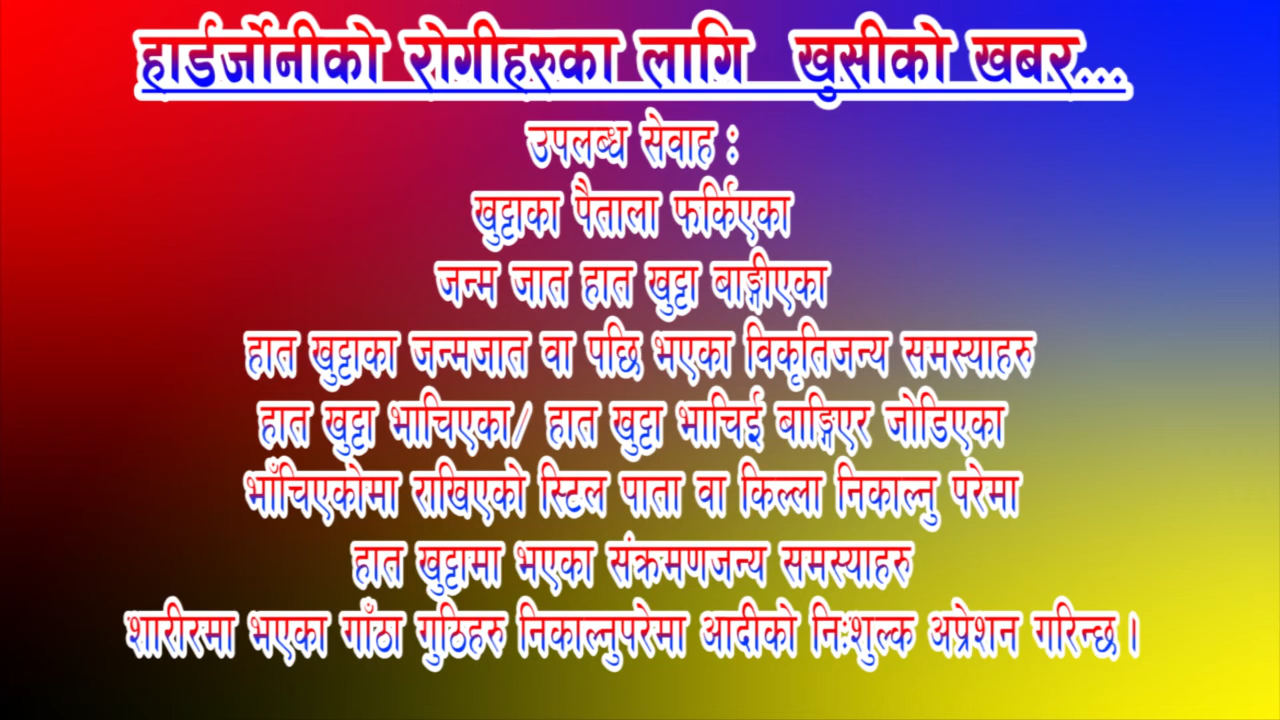 हार्डजोर्नीको रोगीहरुका लागि खुसीको खबर...
उपलब्ध सेवाह :
खुट्टाका पैताला फर्किएका
जन्म जात हात खुट्टा बाङ्गीएका
हात खुट्टाका जन्मजात वा पछि भएका विकृतिजन्य समस्याहरु
हात खुट्टा भाचिएका/ हात खुट्टा भाचिई बाङ्गिएर जोडिएका
भाँचिएकोमा राखिएको स्टिल पाता वा किल्ला निकाल्नु परेमा
हात खुट्टामा भएका संक्रमणजन्य समस्याहरु
शारीरमा भएका गाँठा गुठिहरु निकाल्नुपरेमा आदीको निःशुल्क अप्रेशन गरिन्छ ।